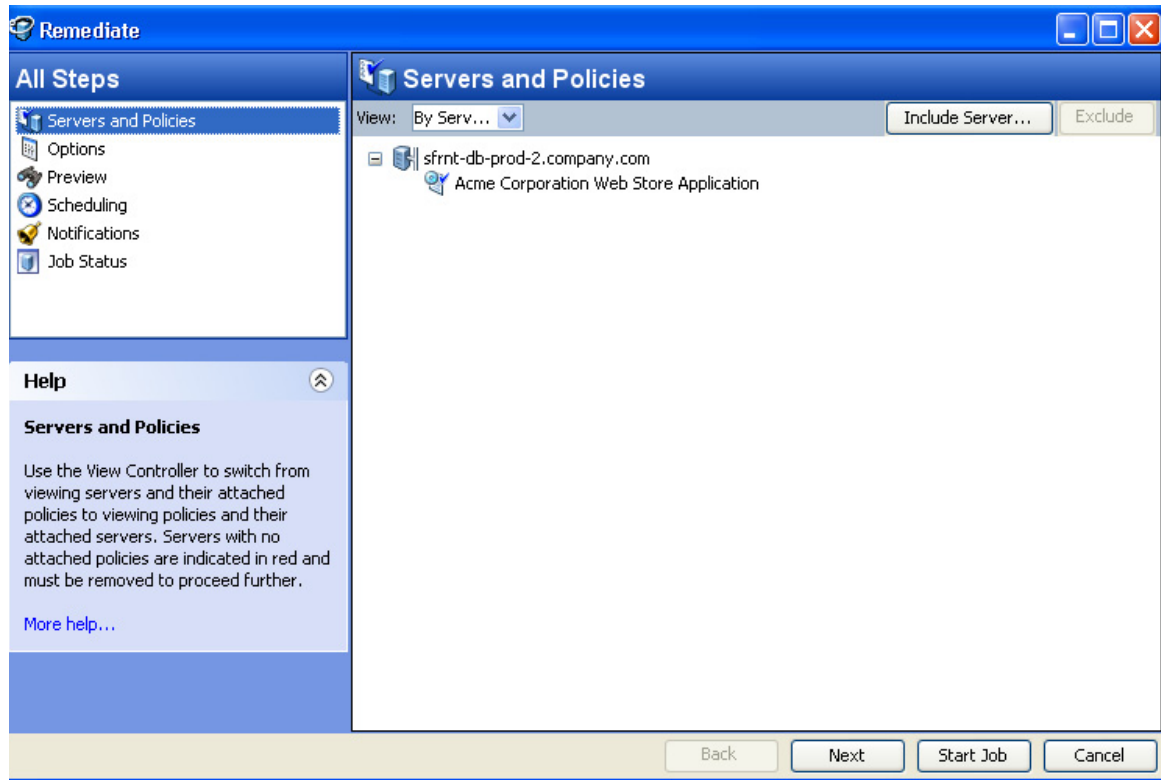 Remediate
All Steps
Servers and Policies
Options
Preview
Scheduling
Notifications
Job Status
Help
Servers and Policies
Use the View Controller to switch from
viewing servers and their attached
policies to viewing policies and their
attached servers. Servers with no
attached policies are indicated in red and
must be removed to proceed further.
More help...
Servers and Policies
View: By Serv... Include Server... Exclude
sfrnt-db-prod-2.company.com
Acme Corporation Web Store Application
Back Next Start Job Cancel